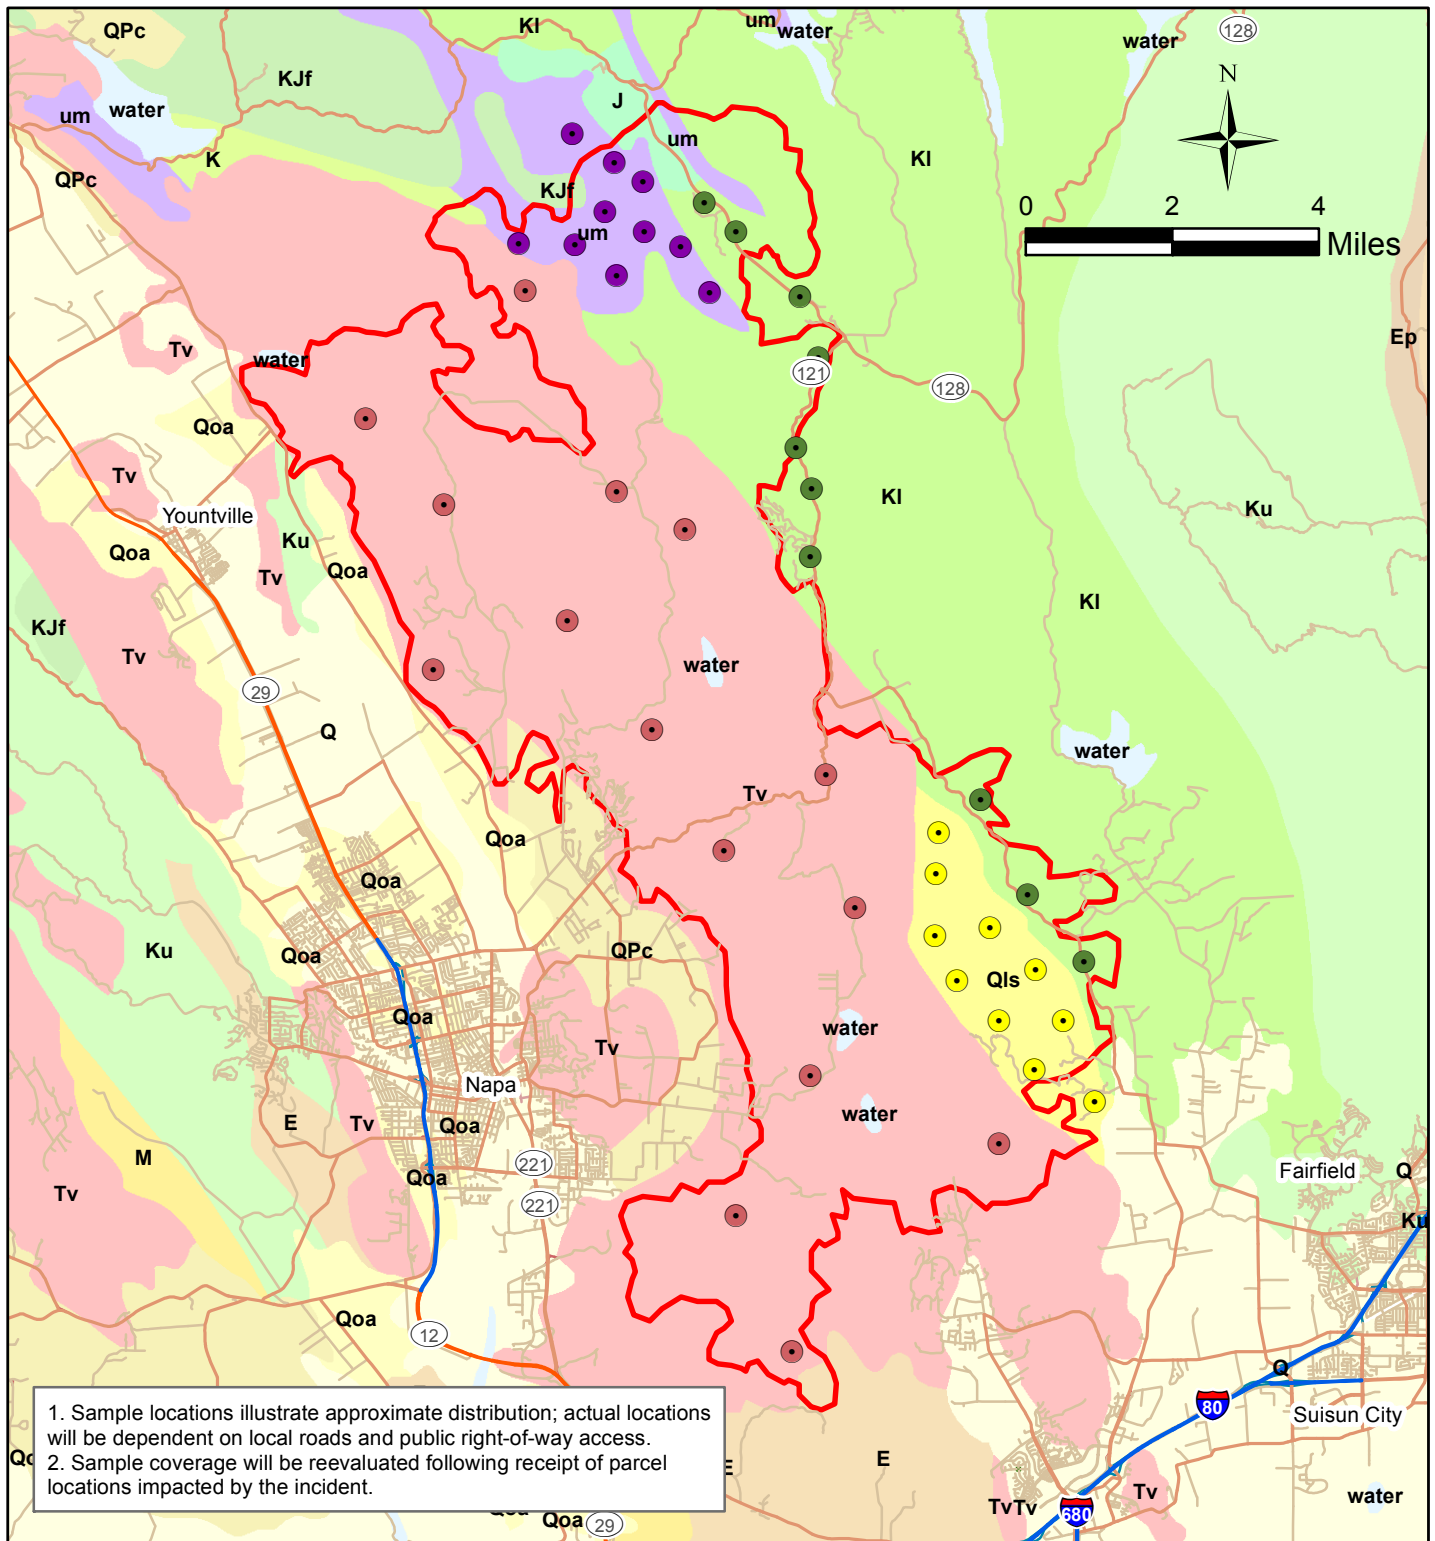 QPc
Kl
um
water
water
128
KJf
N
um
water
J
um
K
QPc
Kl
KJf
um
0 2 4
Miles
Tv
water
121
128
Ep
Qoa
Tv
Yountville
Kl
Ku
Qoa
Ku
Qoa
Tv
KJf
Tv
Kl
water
29
Q
water
Tv
Qoa
Qoa
Ku
Qoa
QPc
Qls
Qoa
water
Tv
Napa
water
E
Tv
Qoa
M
221
Fairfield
Q
Qoa
Tv
221
Ku
Qoa
12
Q
80
Suisun City
1. Sample locations illustrate approximate distribution; actual locations
will be dependent on local roads and public right-of-way access.
2. Sample coverage will be reevaluated following receipt of parcel
locations impacted by the incident.
E
Tv
water
TvTv
680
Qoa
29